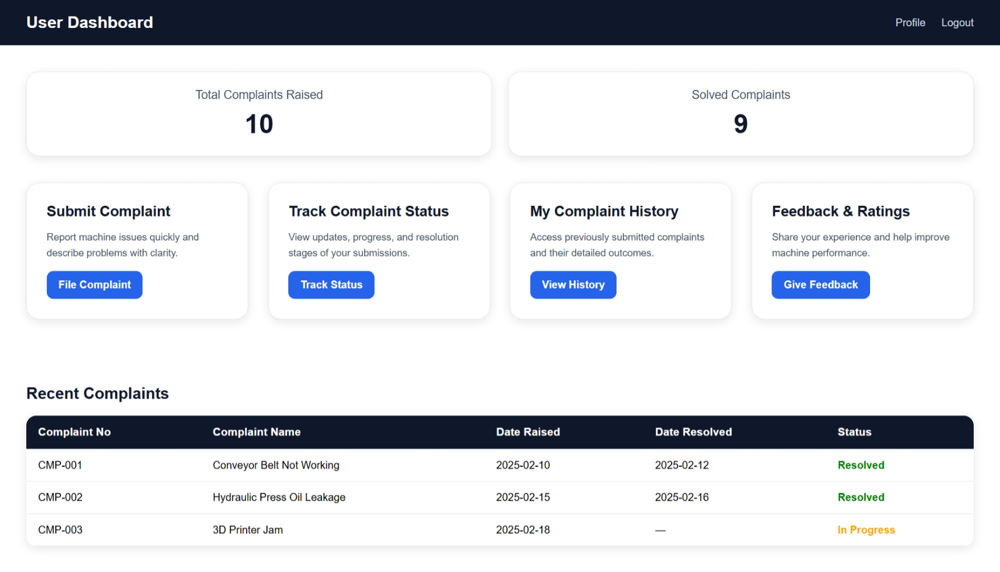 User Dashboard
Profile Logout
Total Complaints Raised
10
Solved Complaints
9
Submit Complaint
Report machine issues quickly and
describe problems with clarity.
File Complaint
Track Complaint Status
View updates, progress, and resolution
stages of your submissions.
Track Status
My Complaint History
Access previously submitted complaints
and their detailed outcomes.
View History
Feedback & Ratings
Share your experience and help improve
machine performance.
Give Feedback
Recent Complaints
Complaint No Complaint Name Date Raised Date Resolved Status
CMP-001 Conveyor Belt Not Working 2025-02-10 2025-02-12 Resolved
CMP-002 Hydraulic Press Oil Leakage 2025-02-15 2025-02-16 Resolved
CMP-003 3D Printer Jam 2025-02-18 — In Progress